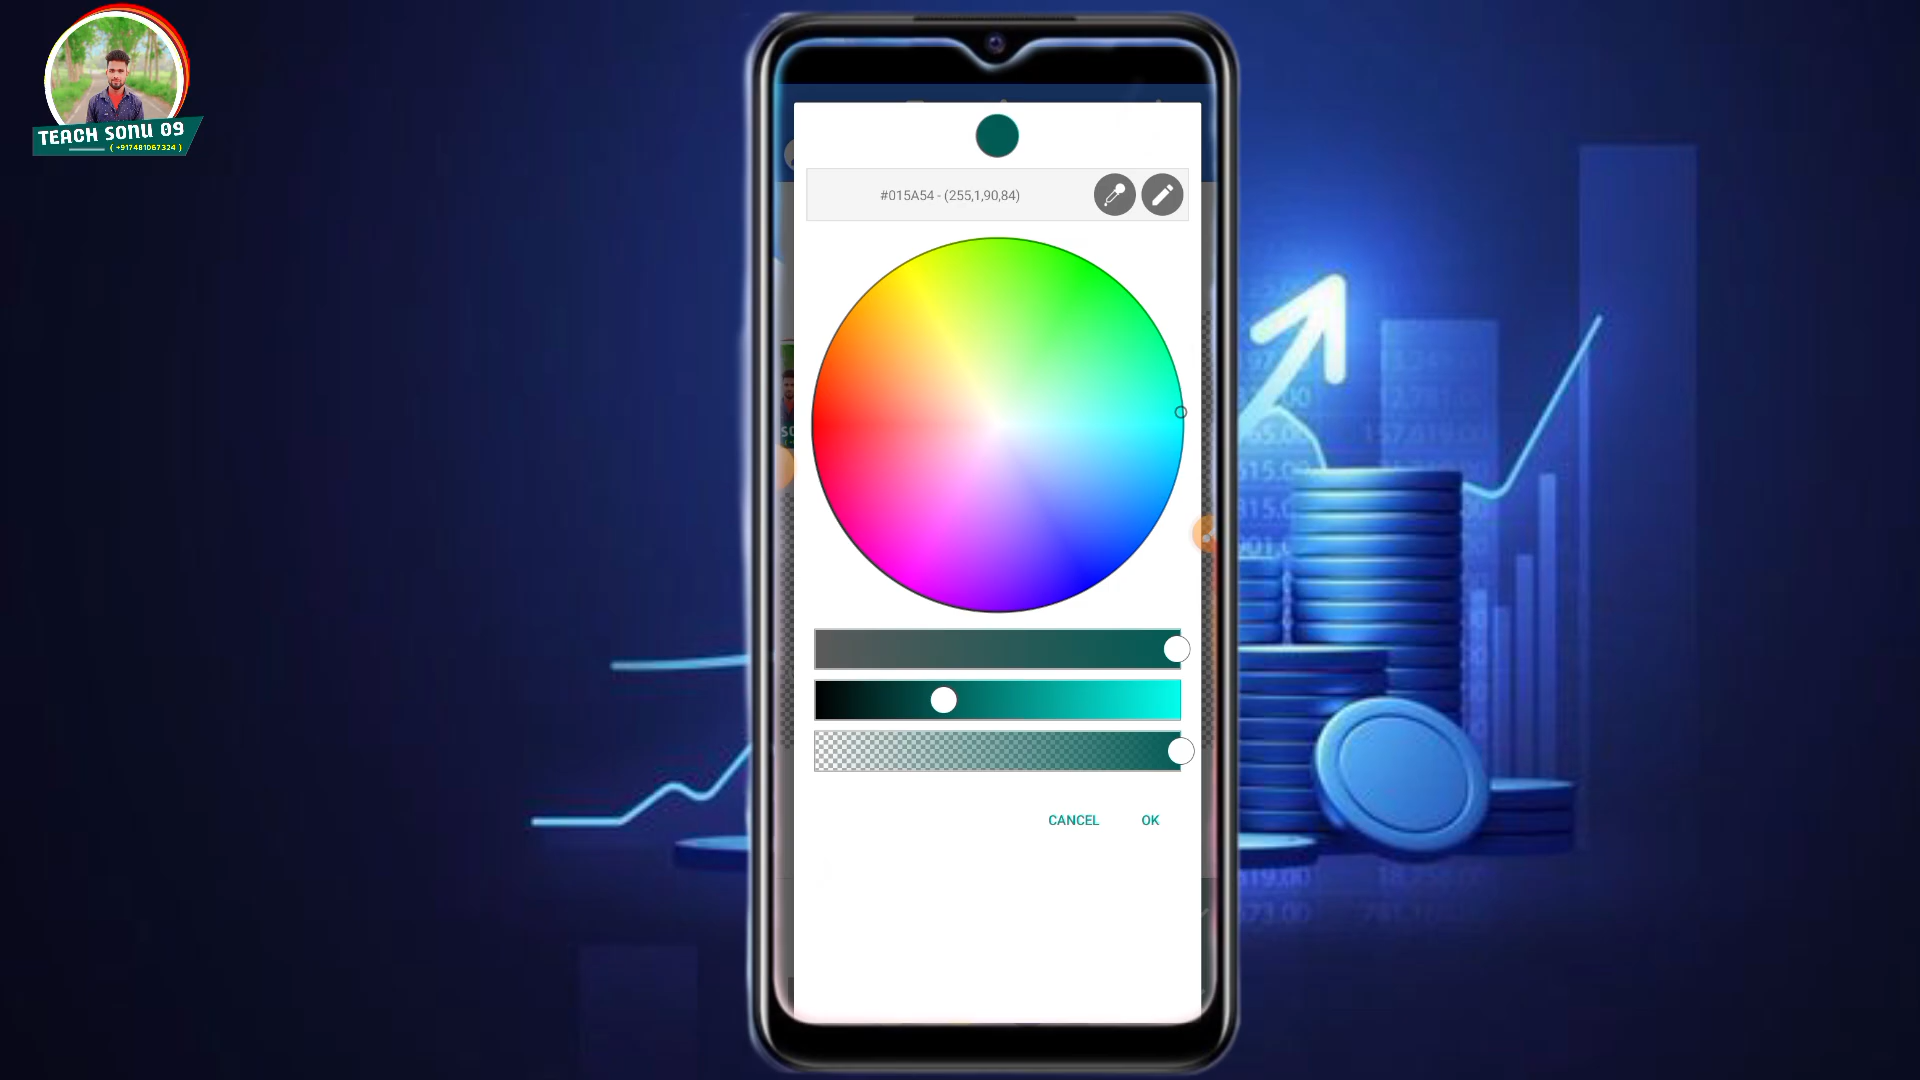 TEACH SONU 09
( +917481067324 )
#015A54 - (255,1,90,84)
CANCEL
OK